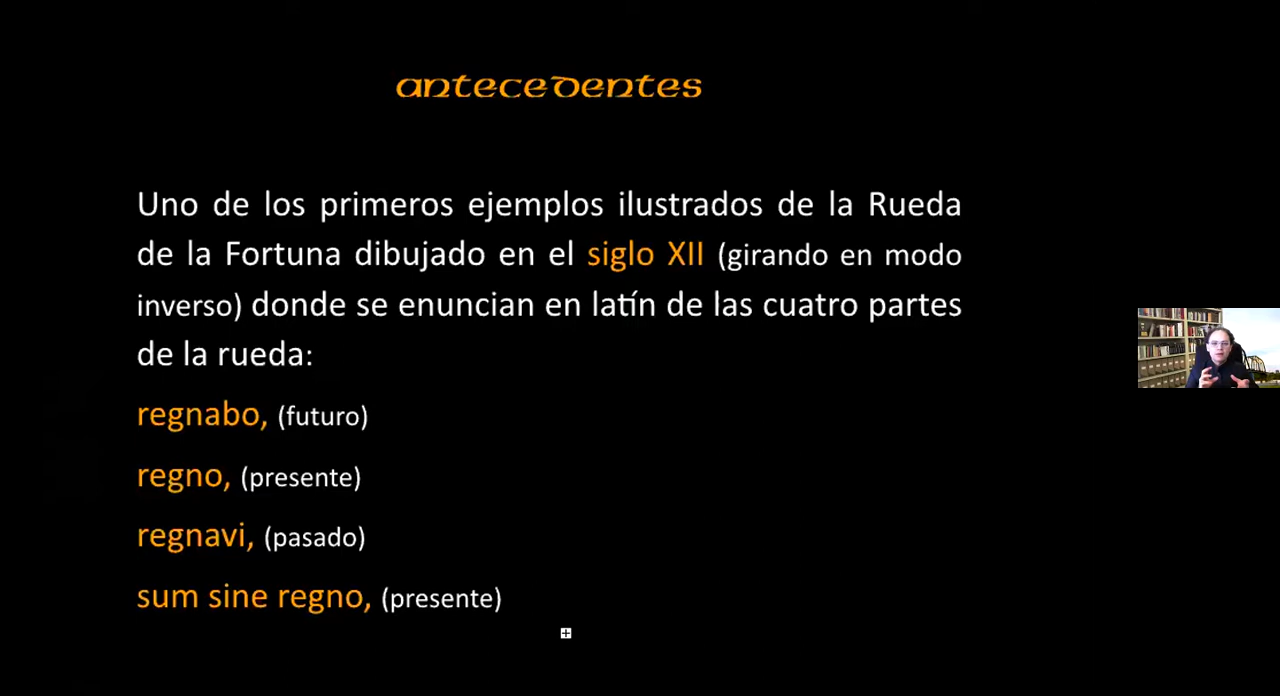 antecedentes
Uno de los primeros ejemplos ilustrados de la Rueda
de la Fortuna dibujado en el siglo XII (girando en modo
inverso) donde se enuncian en latín de las cuatro partes
de la rueda:
regnabo, (futuro)
regno, (presente)
regnavi, (pasado)
sum sine regno, (presente)